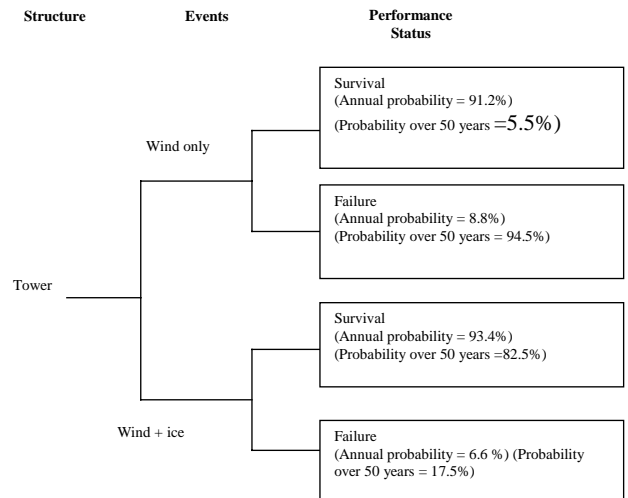 Structure
Events
Performance
Status
Survival
(Annual probability = 91.2%)
(Probability over 50 years =5.5%)
Wind only
Failure
(Annual probability = 8.8%)
(Probability over 50 years = 94.5%)
Tower
Survival
(Annual probability = 93.4%)
(Probability over 50 years =82.5%)
Wind + ice
Failure
(Annual probability = 6.6 %) (Probability
over 50 years = 17.5%)